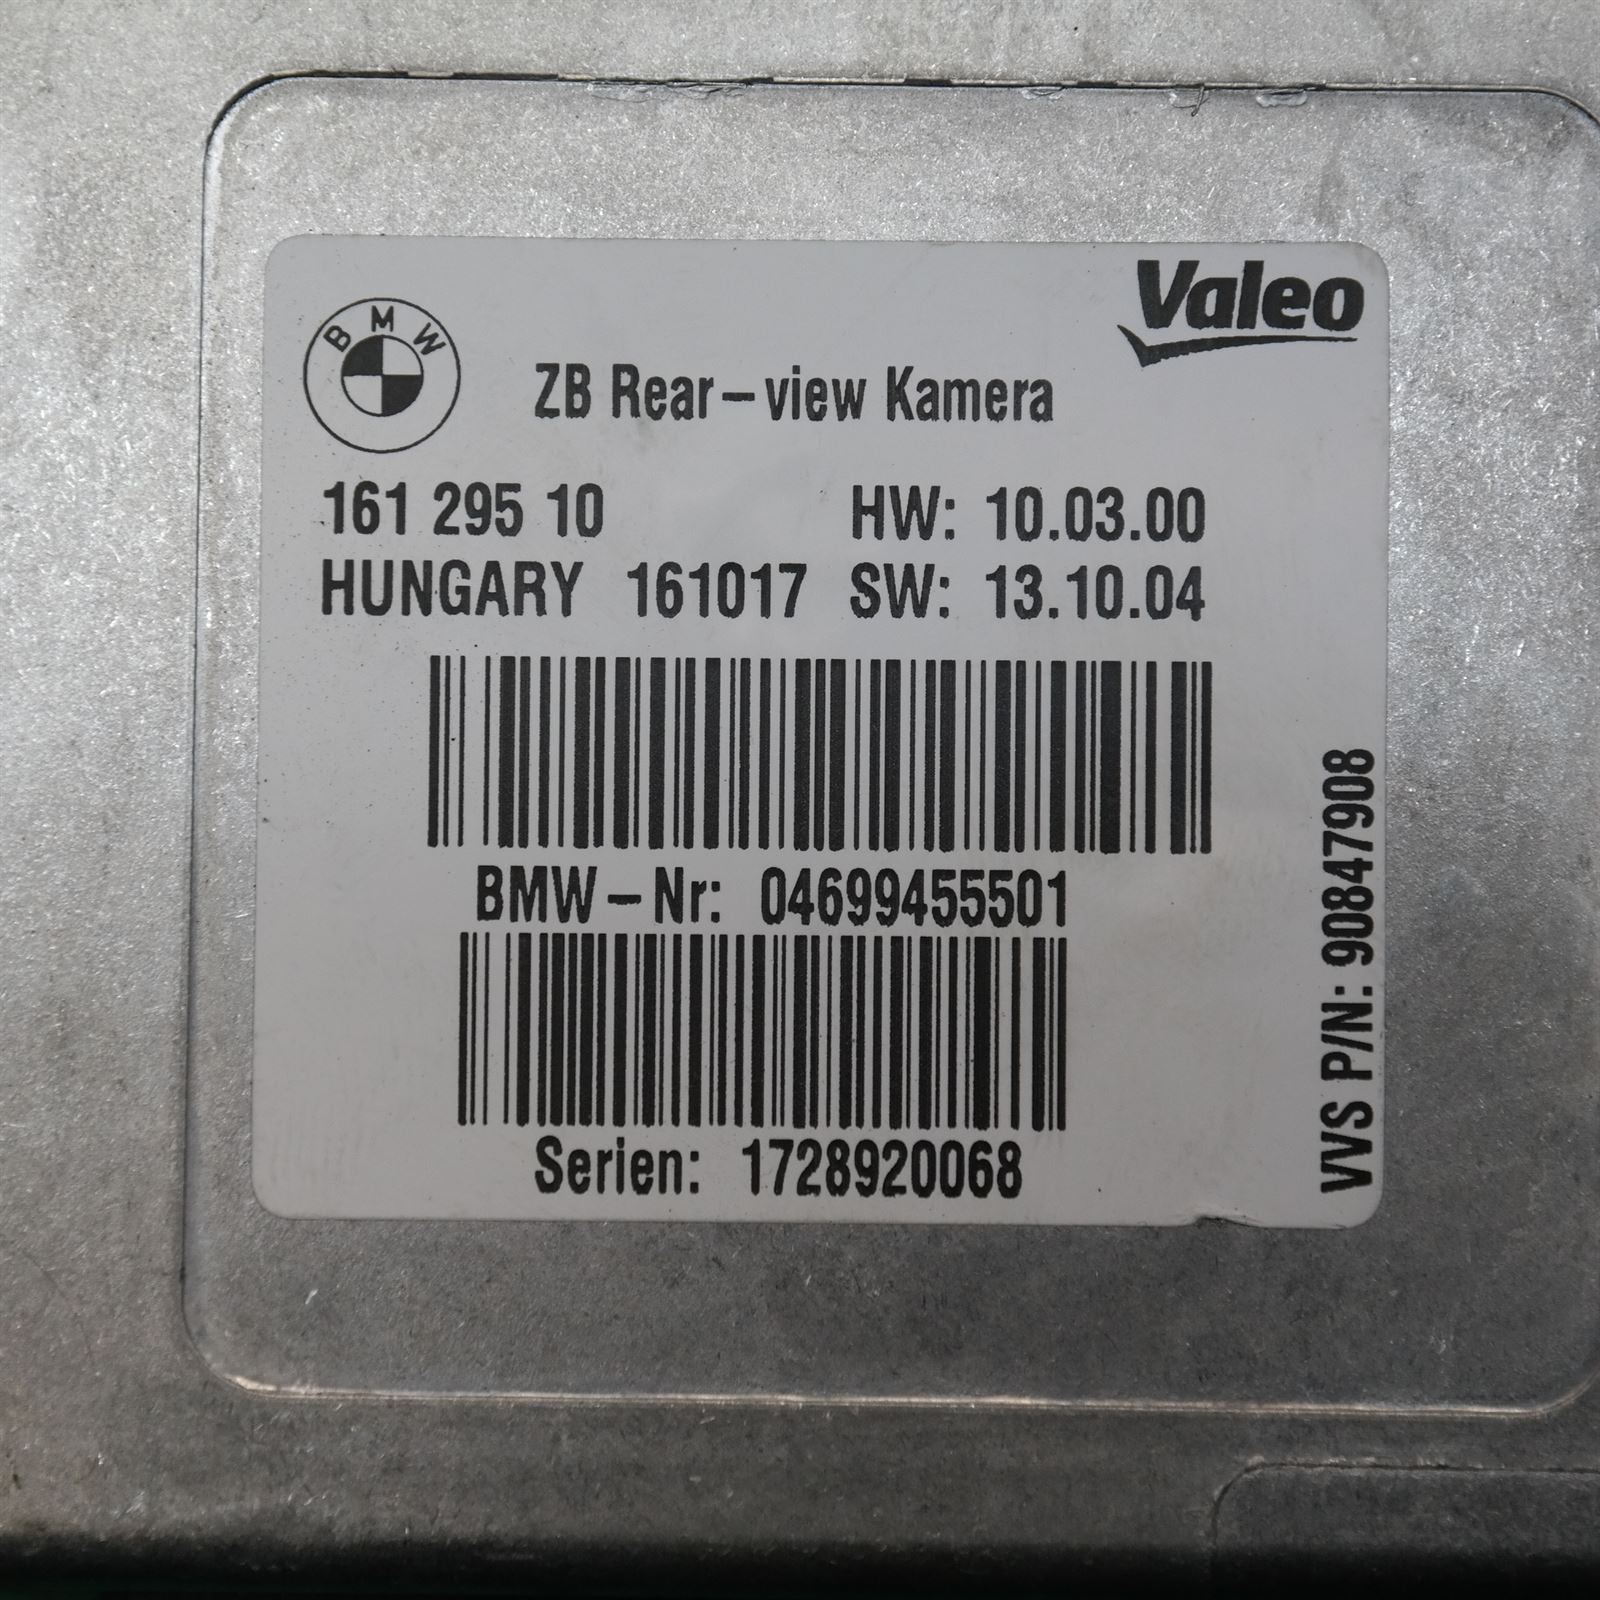 BMW
Valeo
ZB Rear-view Kamera
161 295 10 HW: 10.03.00
HUNGARY 161017 SW: 13.10.04
BMW-Nr: 04699455501
Serien: 1728920068
VVS P/N: 90847908